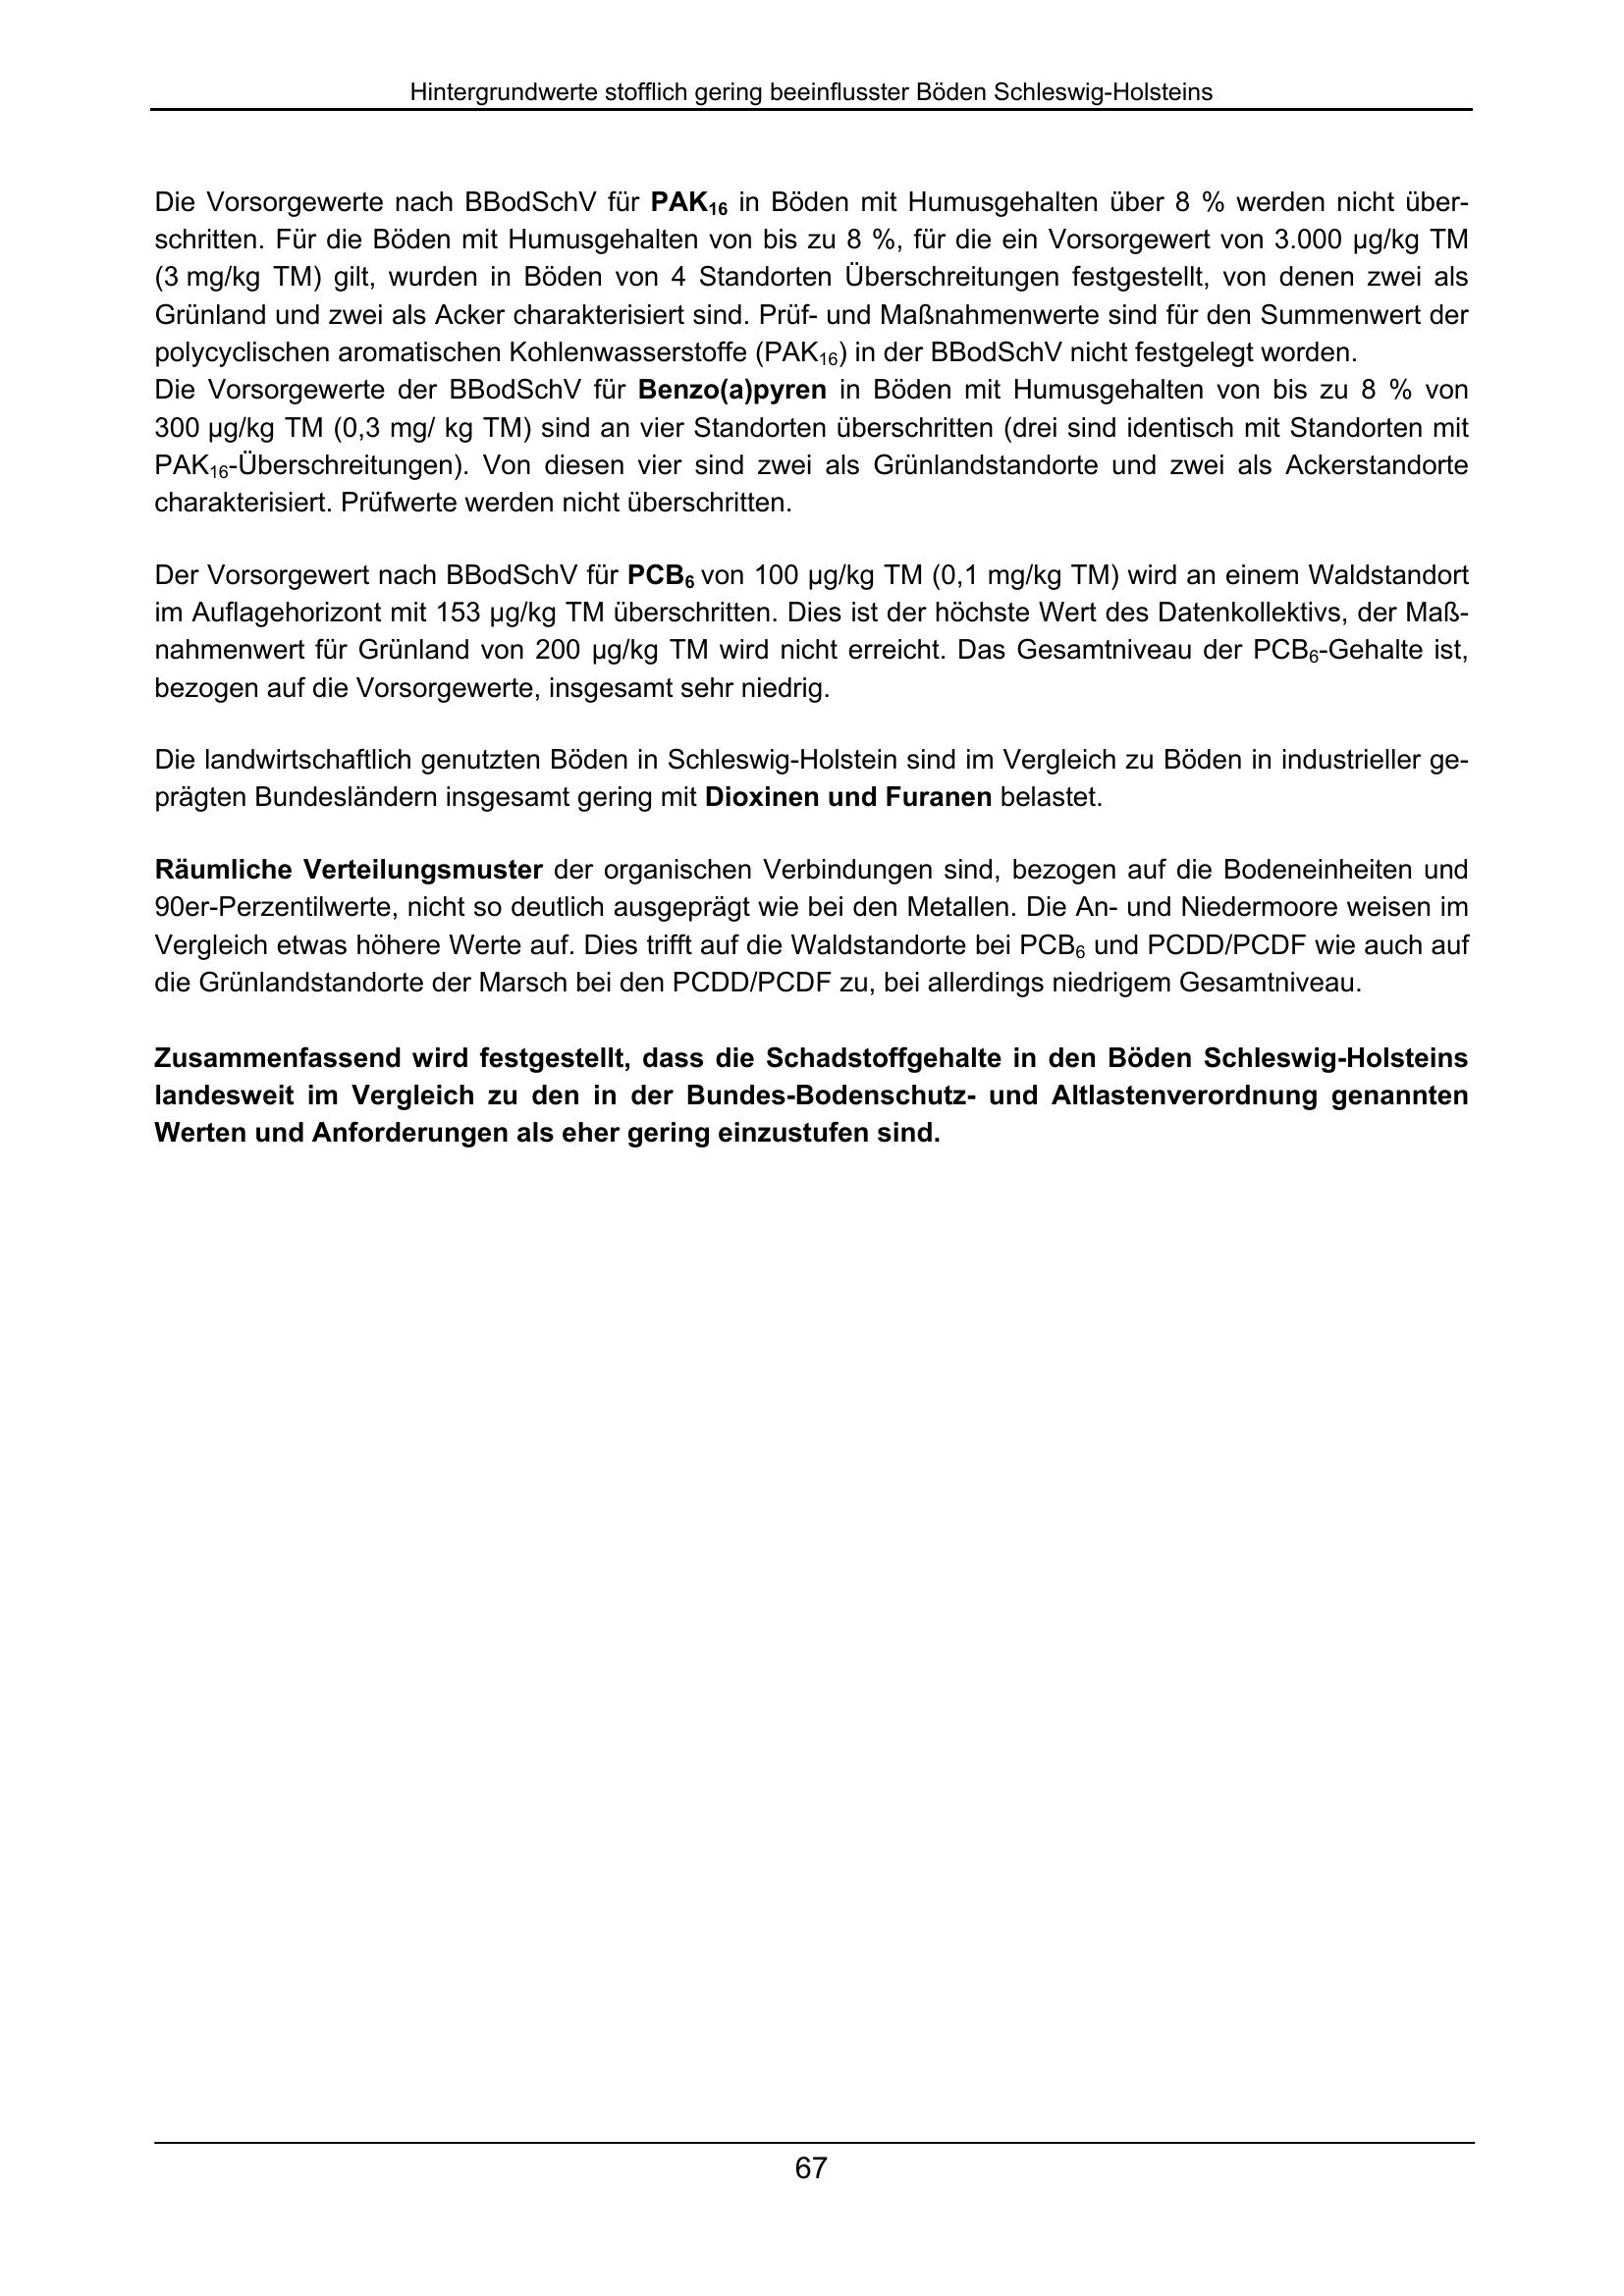 Hintergrundwerte stofflich gering beeinflusster Böden Schleswig-Holsteins
Die Vorsorgewerte nach BBodSchV für PAK16 in Böden mit Humusgehalten über 8 % werden nicht über-
schritten. Für die Böden mit Humusgehalten von bis zu 8 %, für die ein Vorsorgewert von 3.000 µg/kg TM
(3 mg/kg TM) gilt, wurden in Böden von 4 Standorten Überschreitungen festgestellt, von denen zwei als
Grünland und zwei als Acker charakterisiert sind. Prüf- und Maßnahmenwerte sind für den Summenwert der
polycyclischen aromatischen Kohlenwasserstoffe (PAK16) in der BBodSchV nicht festgelegt worden.
Die Vorsorgewerte der BBodSchV für Benzo(a)pyren in Böden mit Humusgehalten von bis zu 8 % von
300 µg/kg TM (0,3 mg/ kg TM) sind an vier Standorten überschritten (drei sind identisch mit Standorten mit
PAK16-Überschreitungen). Von diesen vier sind zwei als Grünlandstandorte und zwei als Ackerstandorte
charakterisiert. Prüfwerte werden nicht überschritten.
Der Vorsorgewert nach BBodSchV für PCB6 von 100 µg/kg TM (0,1 mg/kg TM) wird an einem Waldstandort
im Auflagehorizont mit 153 µg/kg TM überschritten. Dies ist der höchste Wert des Datenkollektivs, der Maß-
nahmenwert für Grünland von 200 µg/kg TM wird nicht erreicht. Das Gesamtniveau der PCB6-Gehalte ist,
bezogen auf die Vorsorgewerte, insgesamt sehr niedrig.
Die landwirtschaftlich genutzten Böden in Schleswig-Holstein sind im Vergleich zu Böden in industrieller ge-
prägten Bundesländern insgesamt gering mit Dioxinen und Furanen belastet.
Räumliche Verteilungsmuster der organischen Verbindungen sind, bezogen auf die Bodeneinheiten und
90er-Perzentilwerte, nicht so deutlich ausgeprägt wie bei den Metallen. Die An- und Niedermoore weisen im
Vergleich etwas höhere Werte auf. Dies trifft auf die Waldstandorte bei PCB6 und PCDD/PCDF wie auch auf
die Grünlandstandorte der Marsch bei den PCDD/PCDF zu, bei allerdings niedrigem Gesamtniveau.
Zusammenfassend wird festgestellt, dass die Schadstoffgehalte in den Böden Schleswig-Holsteins
landesweit im Vergleich zu den in der Bundes-Bodenschutz- und Altlastenverordnung genannten
Werten und Anforderungen als eher gering einzustufen sind.
67